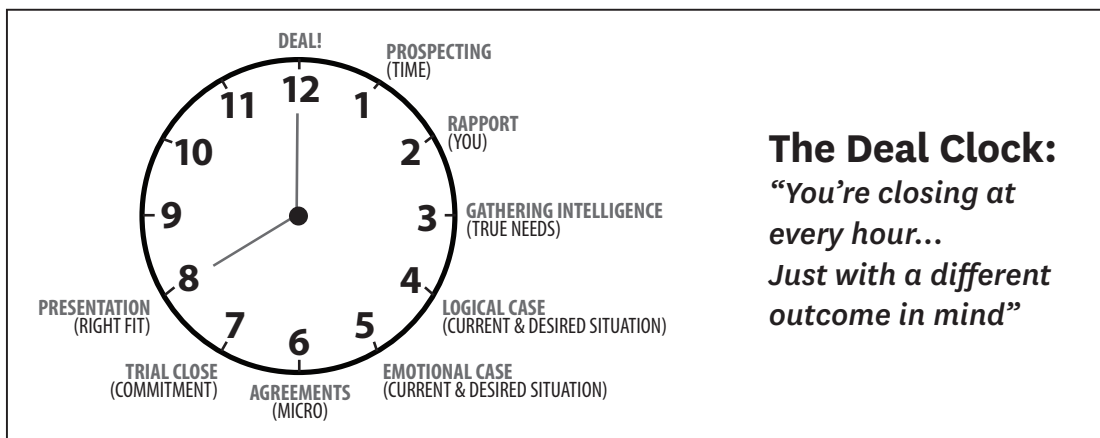 DEAL!
12
PROSPECTING
(TIME)
1
RAPPORT
(YOU)
2
GATHERING INTELLIGENCE
(TRUE NEEDS)
3
LOGICAL CASE
(CURRENT & DESIRED SITUATION)
4
EMOTIONAL CASE
(CURRENT & DESIRED SITUATION)
5
AGREEMENTS
(MICRO)
6
TRIAL CLOSE
(COMMITMENT)
7
PRESENTATION
(RIGHT FIT)
8
9
10
11
The Deal Clock:
“You’re closing at
every hour...
Just with a different
outcome in mind”